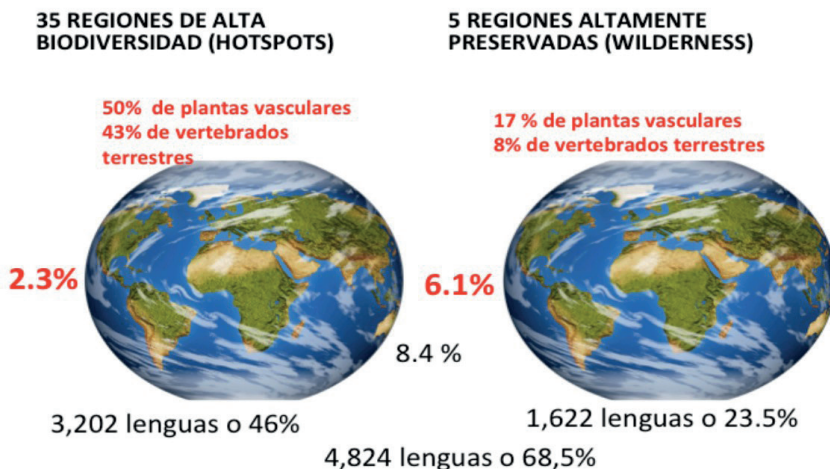 35 REGIONES DE ALTA
BIODIVERSIDAD (HOTSPOTS)
50% de plantas vasculares
43% de vertebrados
terrestres
2.3%
3,202 lenguas o 46%
5 REGIONES ALTAMENTE
PRESERVADAS (WILDERNESS)
17 % de plantas vasculares
8% de vertebrados terrestres
6.1%
1,622 lenguas o 23.5%
8.4 %
4,824 lenguas o 68,5%